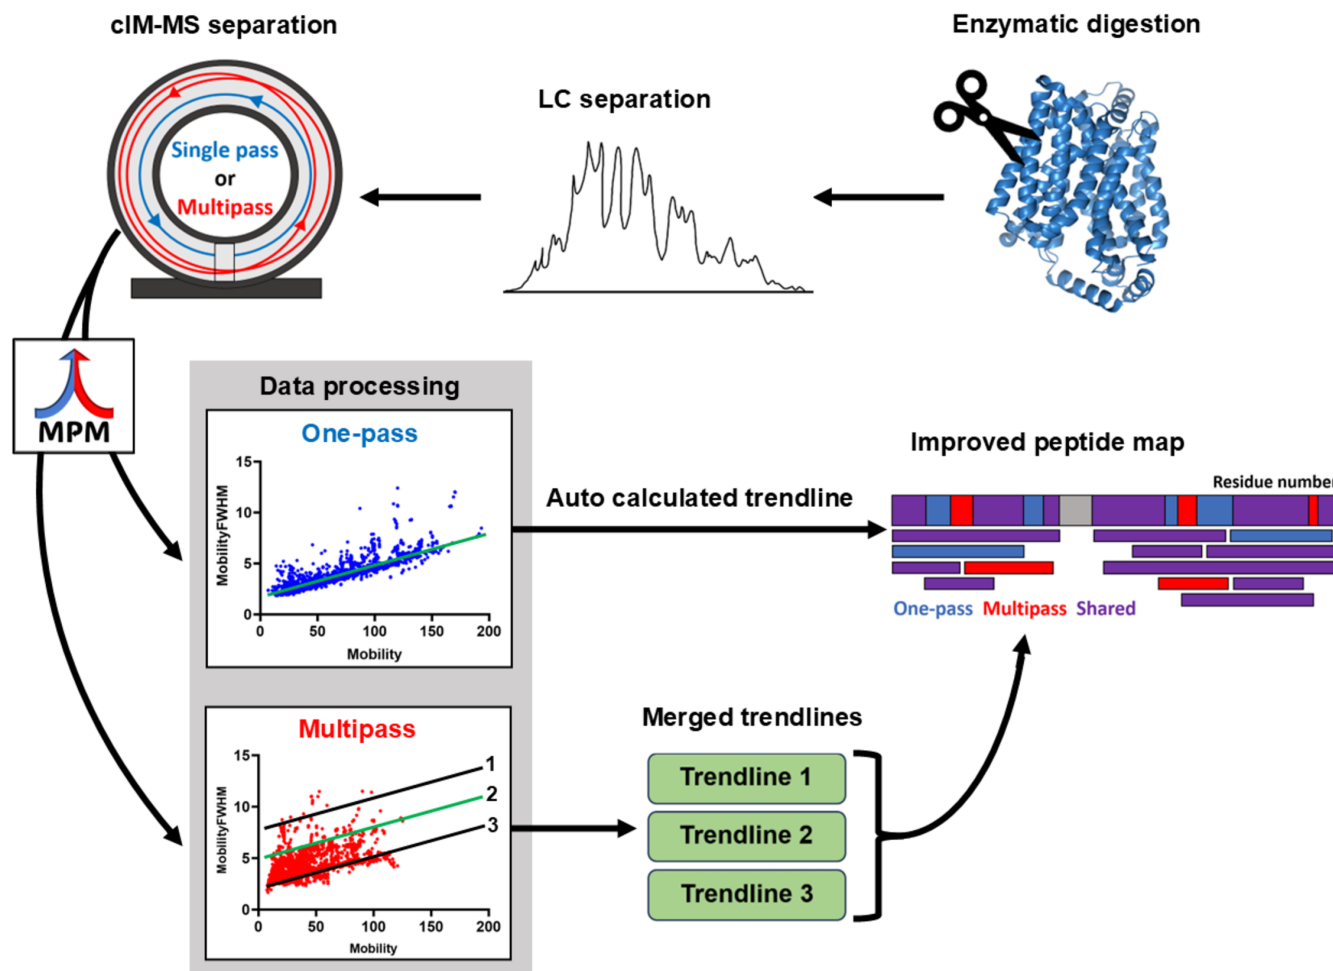 cIM-MS separation
Enzymatic digestion
LC separation
Single pass
or
Multipass
MPM
Data processing
One-pass
15
10
5
0
MobilityFWHM
0 50 100 150 200
Mobility
Auto calculated trendline
Improved peptide map
Residue number
One-pass Multipass Shared
Multipass
15
10
5
0
MobilityFWHM
1
2
3
0 50 100 150 200
Mobility
Merged trendlines
Trendline 1
Trendline 2
Trendline 3